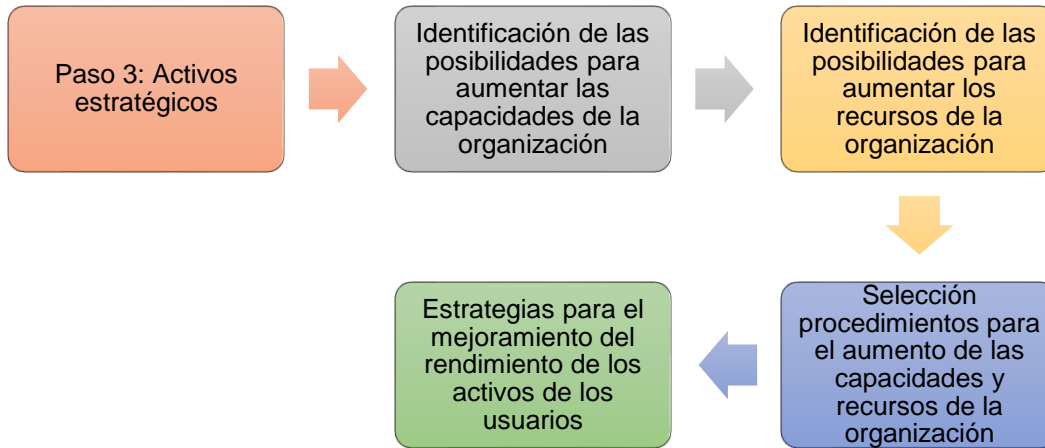 Paso 3: Activos
estratégicos
Identificación de las
posibilidades para
aumentar las
capacidades de la
organización
Identificación de las
posibilidades para
aumentar los
recursos de la
organización
Selección
procedimientos para
el aumento de las
capacidades y
recursos de la
organización
Estrategias para el
mejoramiento del
rendimiento de los
activos de los
usuarios